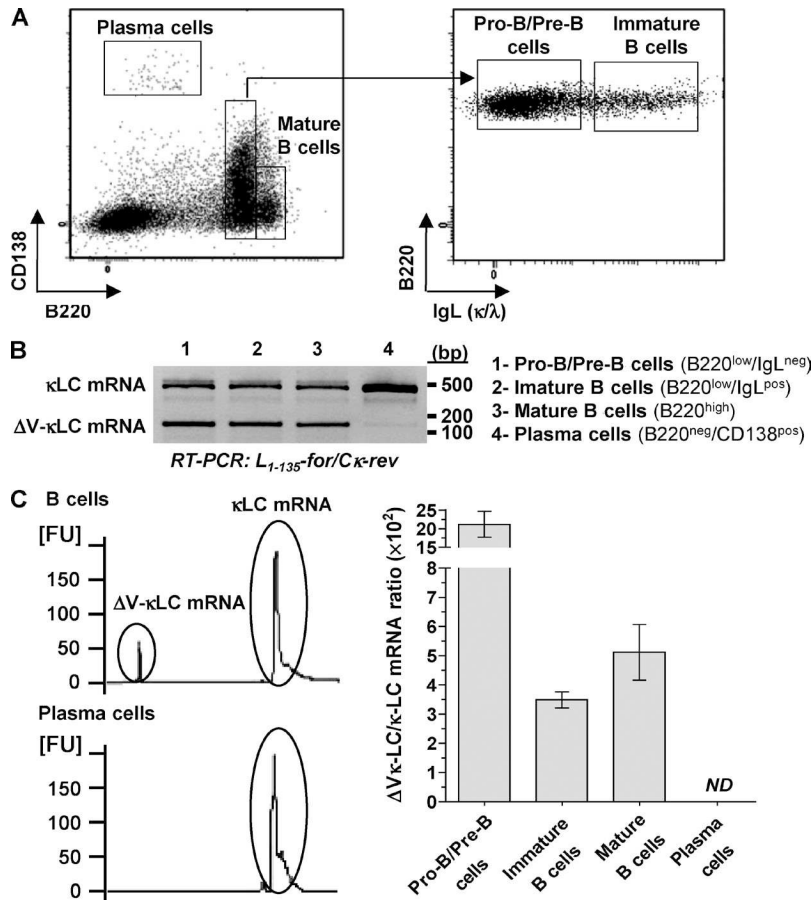 A
Plasma cells
Mature
B cells
CD138
0
0
B220
Pro-B/Pre-B
cells
Immature
B cells
B220
0
0
IgL (κ/λ)
B
1 2 3 4 (bp)
κLC mRNA
500
ΔV-κLC mRNA
200
100
RT-PCR: L1-135-for/Cκ-rev
1- Pro-B/Pre-B cells (B220low/IgLneg)
2- Imature B cells (B220low/IgLpos)
3- Mature B cells (B220high)
4- Plasma cells (B220neg/CD138pos)
C
B cells
κLC mRNA
[FU]
ΔV-κLC mRNA
150
100
50
0
Plasma cells
[FU]
150
100
50
0
ΔVκ-LC/κ-LC mRNA ratio (×10²)
25
20
15
8
7
6
5
4
3
2
1
0
ND
Pro-B/Pre-B
cells
Immature
B cells
Mature
B cells
Plasma
cells